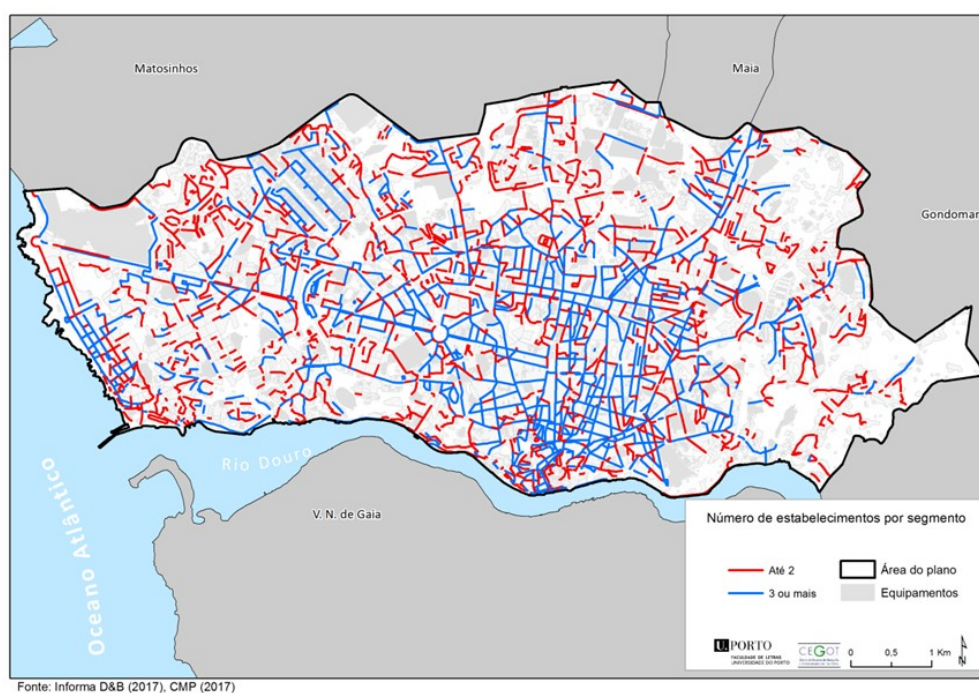 Matosinhos
Maia
Gondomar
Rio Douro
V. N. de Gaia
Oceano Atlântico
Número de estabelecimentos por segmento
Até 2
Área do plano
3 ou mais
Equipamentos
U.PORTO
FACULDADE DE LETRAS
UNIVERSIDADE DO PORTO
CEGOT
0 0,5 1 Km
N
Fonte: Informa D&B (2017), CMP (2017)